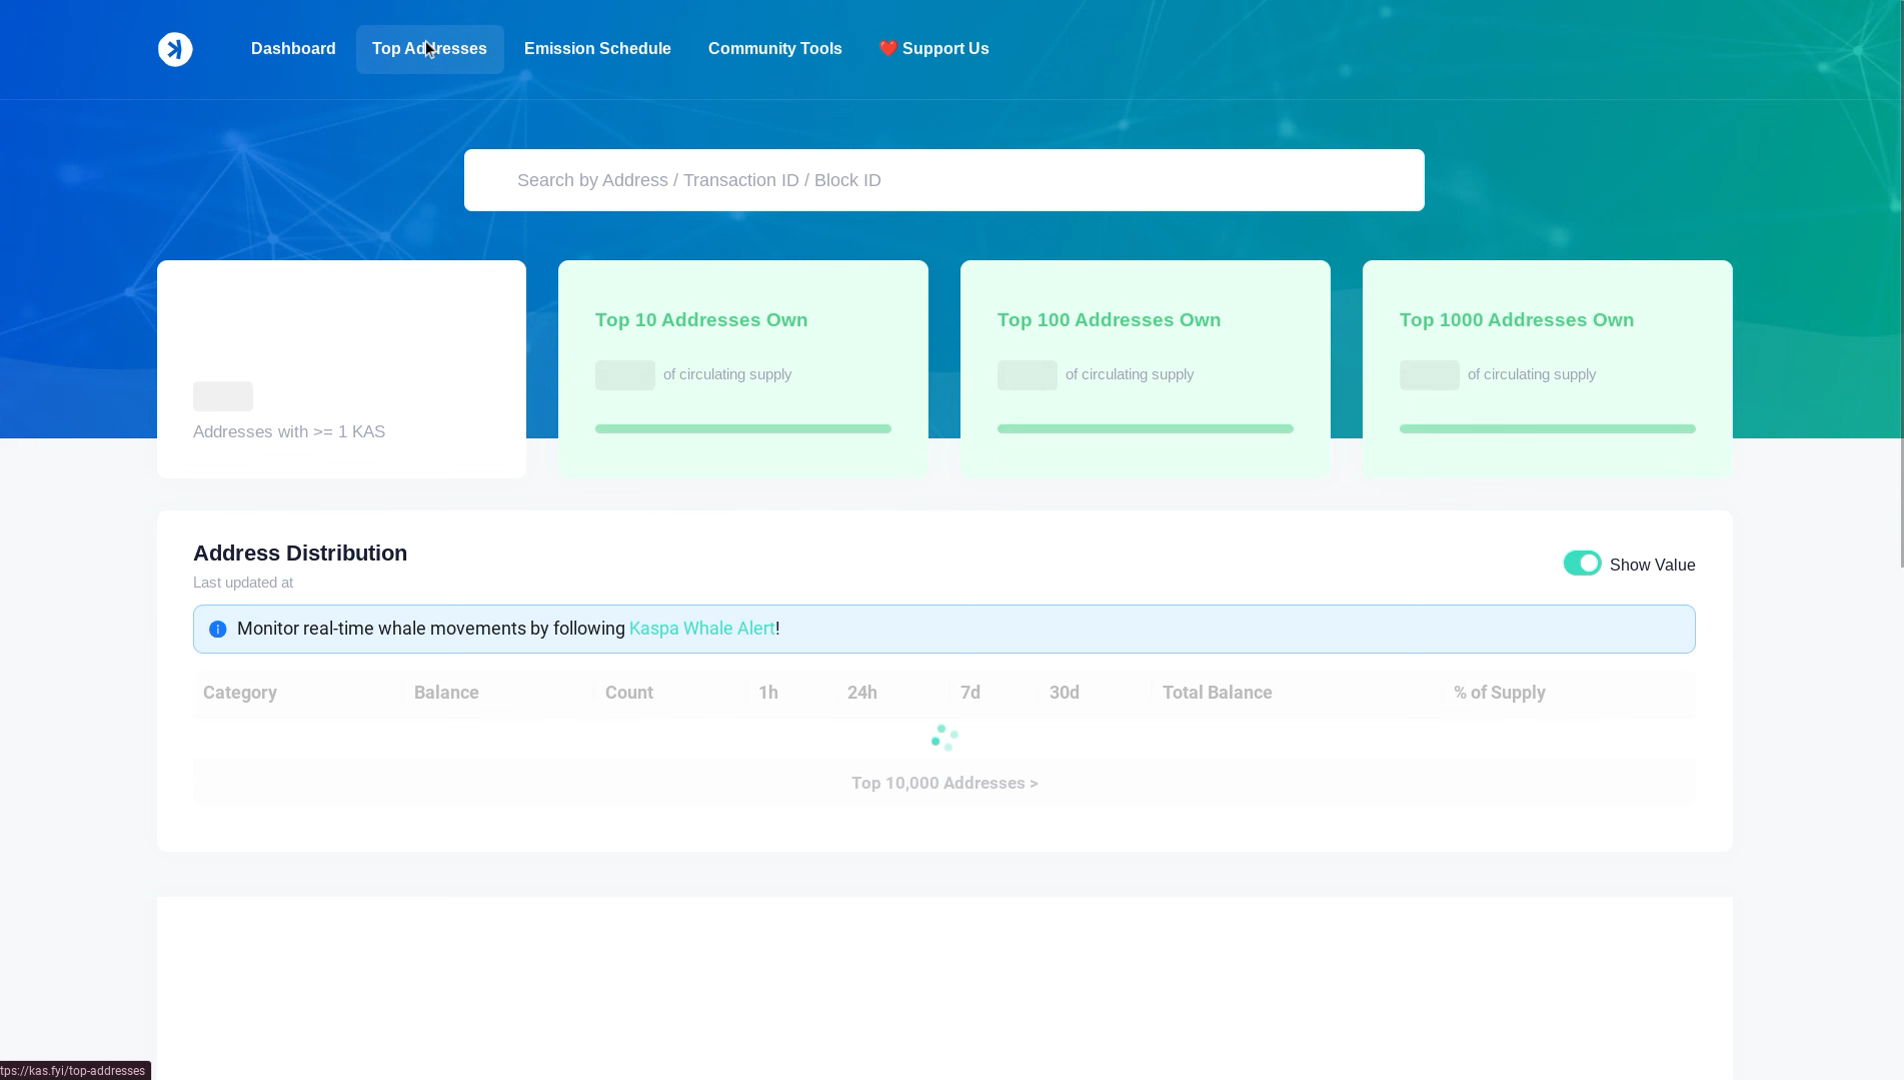 Dashboard
Top Addresses
Emission Schedule
Community Tools
❤️ Support Us
Search by Address / Transaction ID / Block ID
Addresses with >= 1 KAS
Top 10 Addresses Own
of circulating supply
Top 100 Addresses Own
of circulating supply
Top 1000 Addresses Own
of circulating supply
Address Distribution
Last updated at
Show Value
Monitor real-time whale movements by following Kaspa Whale Alert!
Category Balance Count 1h 24h 7d 30d Total Balance % of Supply
Top 10,000 Addresses >
tps://kas.fyi/top-addresses